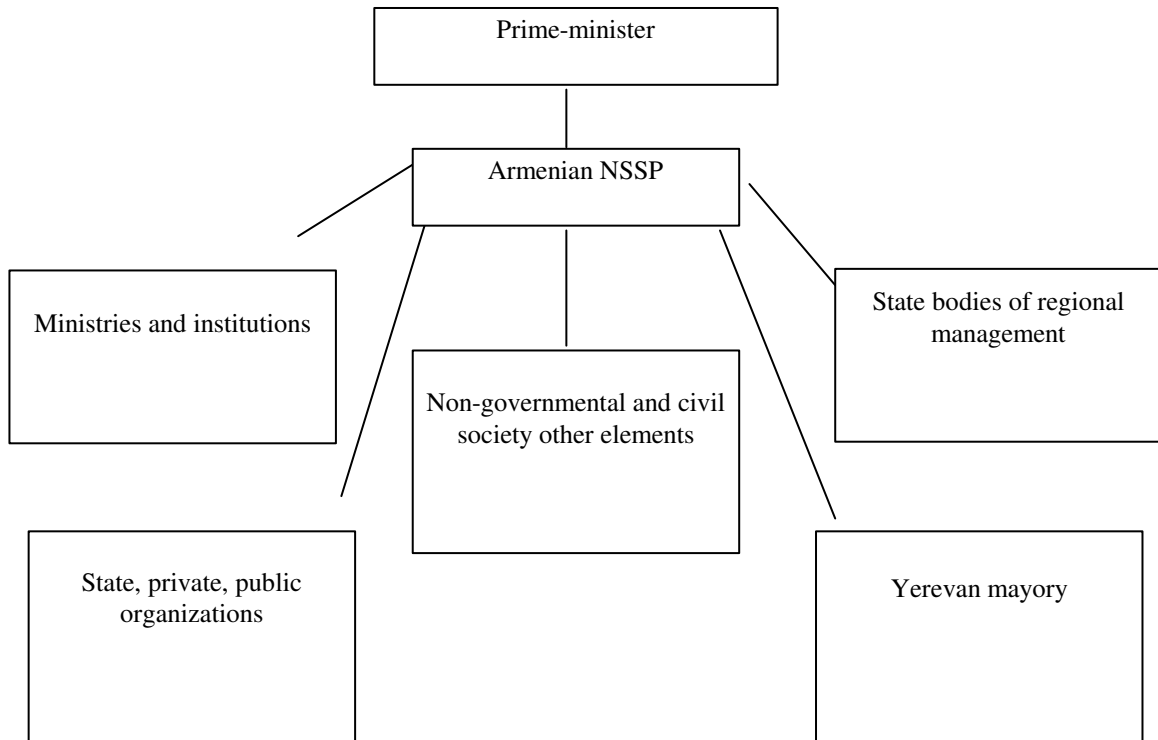 Prime-minister
Armenian NSSP
Ministries and institutions
State bodies of regional
management
Non-governmental and civil
society other elements
State, private, public
organizations
Yerevan mayory